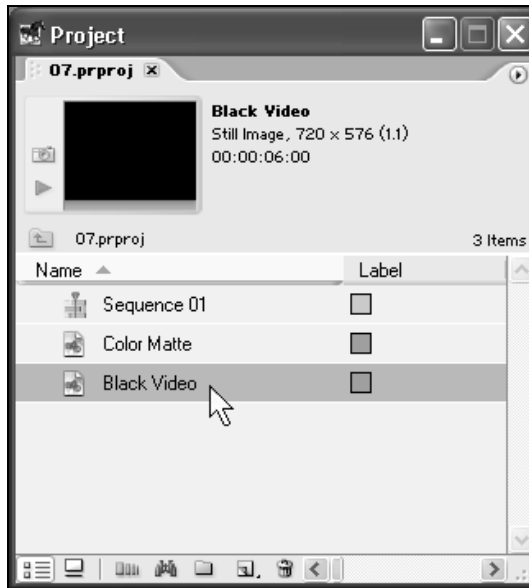 Project
07.prproj
Black Video
Still Image, 720 x 576 (1.1)
00:00:06:00
07.prproj
3 Items
Name Label
Sequence 01
Color Matte
Black Video